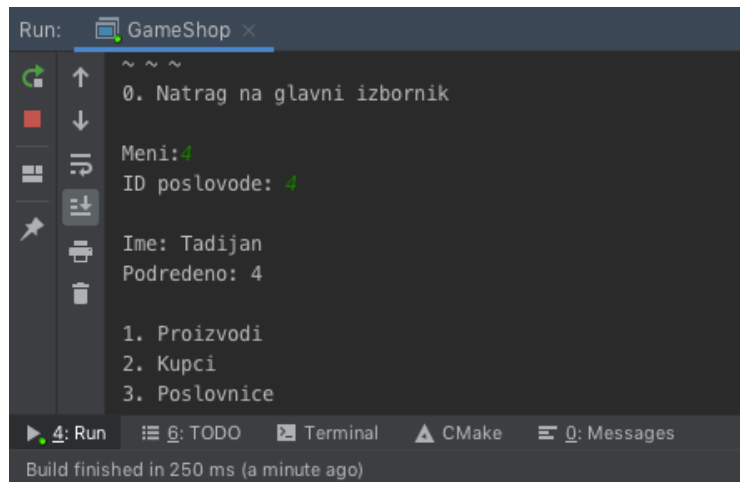 Run: GameShop ×
~ ~ ~
0. Natrag na glavni izbornik
Meni:4
ID poslovode: 4
Ime: Tadijan
Podredeno: 4
1. Proizvodi
2. Kupci
3. Poslovnice
4: Run 6: TODO Terminal CMake 0: Messages
Build finished in 250 ms (a minute ago)